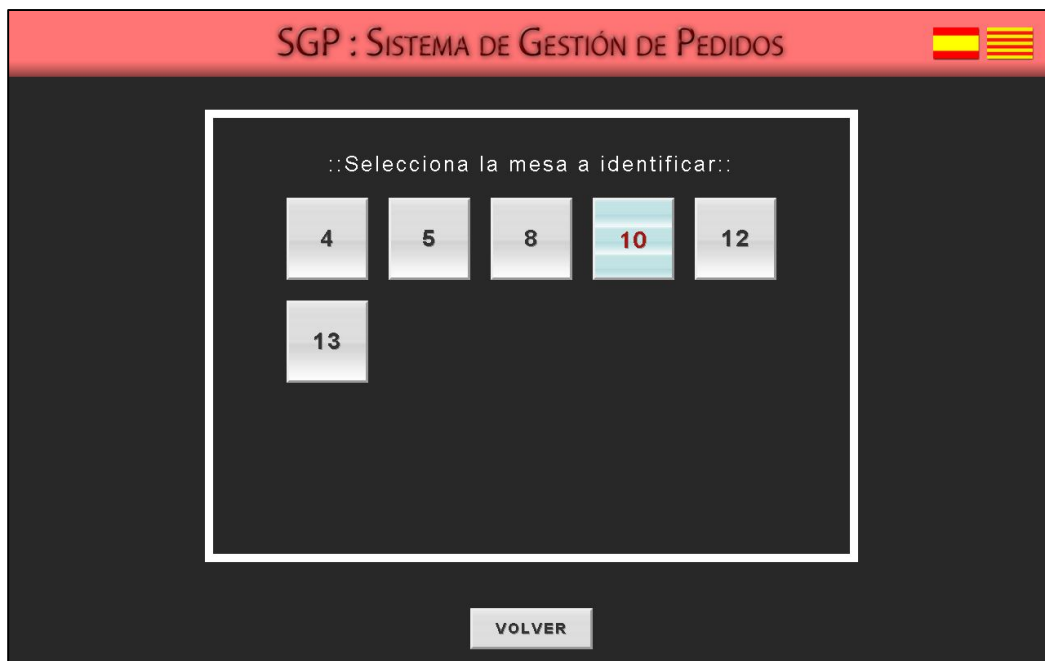 SGP : Sistema de Gestión de Pedidos
::Selecciona la mesa a identificar::
4 5 8 10 12
13
VOLVER